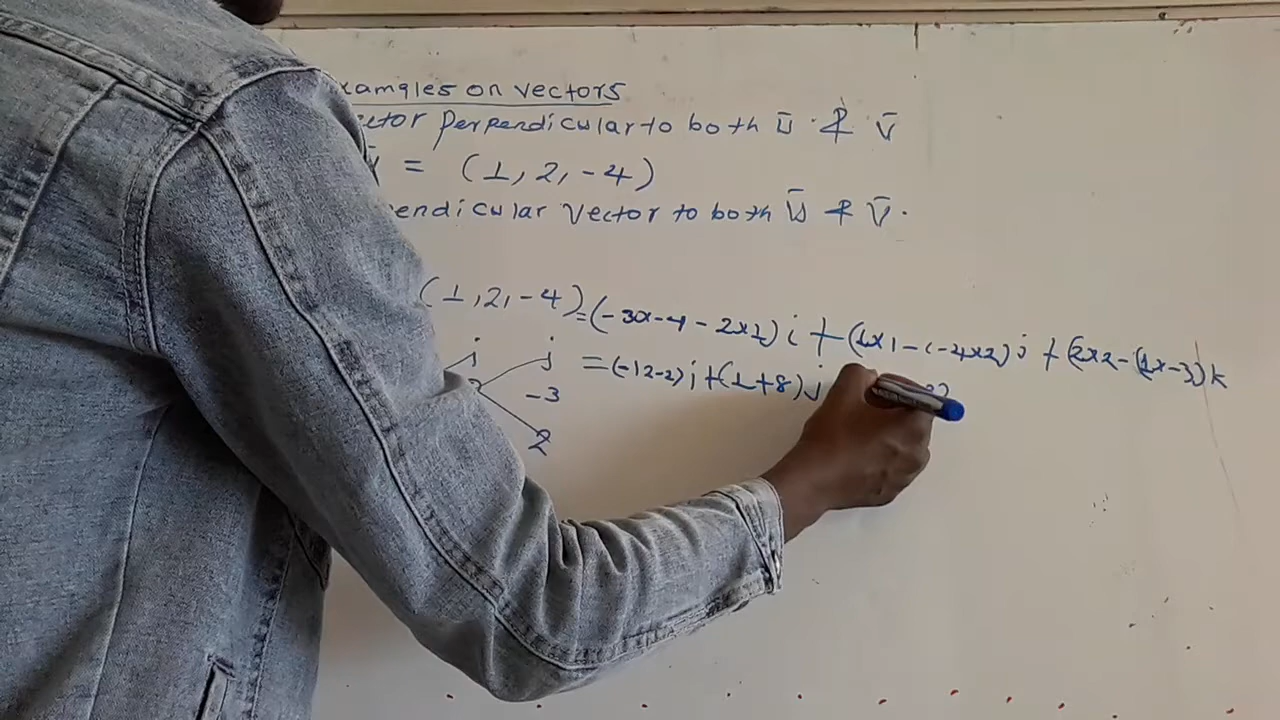 xamples on vectors
ector perpendicular to both ū & v̄
= (1, 2, -4)
endicular vector to both ū & v̄.
(1, 2, -4) = (-3x-4 - 2x1) i + (1x1 - (-4x2) j + (2x2 - (1x-3) k
j j = (-12-2) i + (1+8) j
-3
2